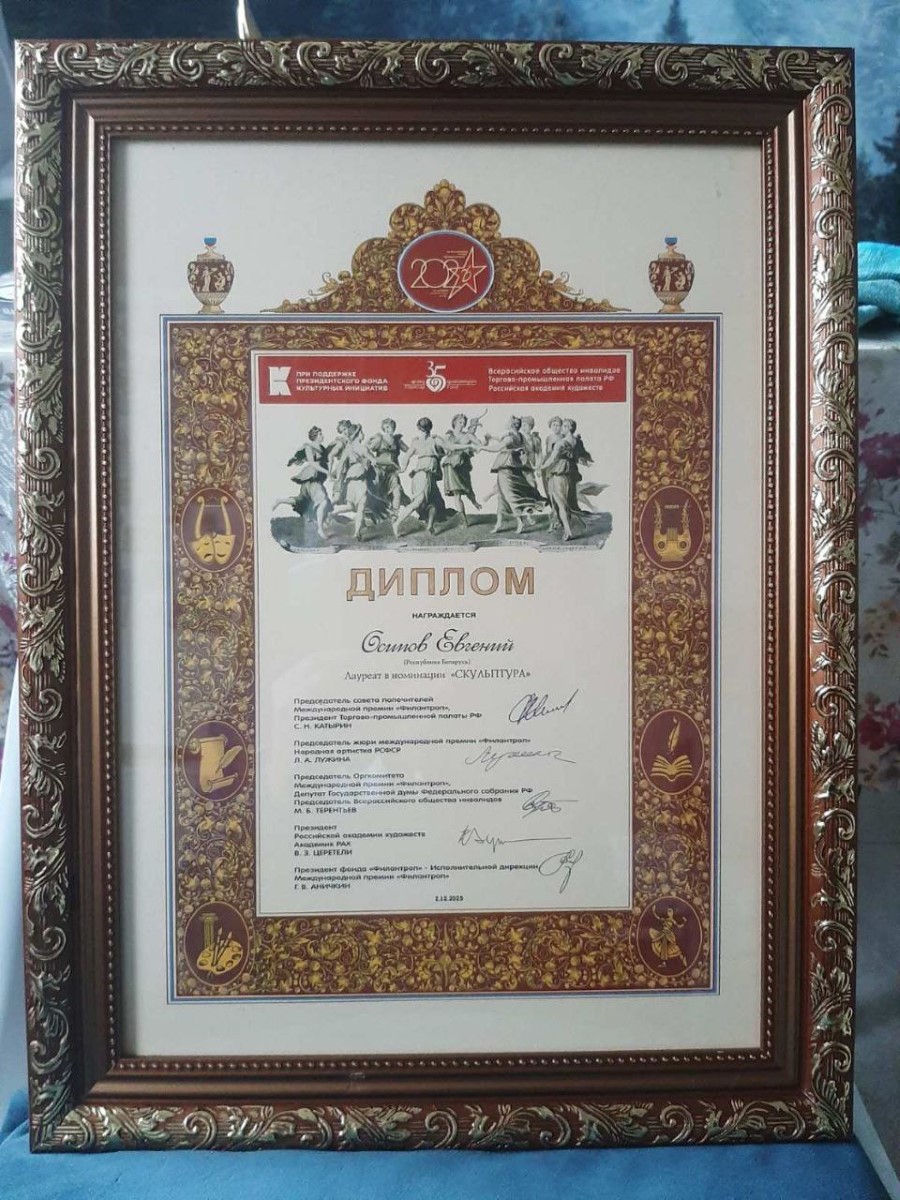 ПРИ ПОДДЕРЖКЕ
ПРЕЗИДЕНТСКОГО ФОНДА
КУЛЬТУРНЫХ ИНИЦИАТИВ
35
Всероссийское общество инвалидов
Торгово-промышленная палата РФ
Российская академия художеств
ДИПЛОМ
НАГРАЖДАЕТСЯ
Осипов Евгений
(Республика Беларусь)
Лауреат в номинации «СКУЛЬПТУРА»
Председатель совета попечителей
Международной премии «Филантроп»,
Президент Торгово-промышленной палаты РФ
С. Н. КАТЫРИН
Председатель жюри международной премии «Филантроп»
Народная артистка РСФСР
Л. А. ЛУЖИНА
Председатель Оргкомитета
Международной премии «Филантроп»,
Депутат Государственной думы Федерального собрания РФ
Председатель Всероссийского общества инвалидов
М. Б. ТЕРЕНТЬЕВ
Президент
Российской академии художеств
Академик РАХ
В. З. ЦЕРЕТЕЛИ
Президент фонда «Филантроп» - Исполнительной дирекции
Международной премии «Филантроп»
Г. В. АНИЧКИН
2.12.2023